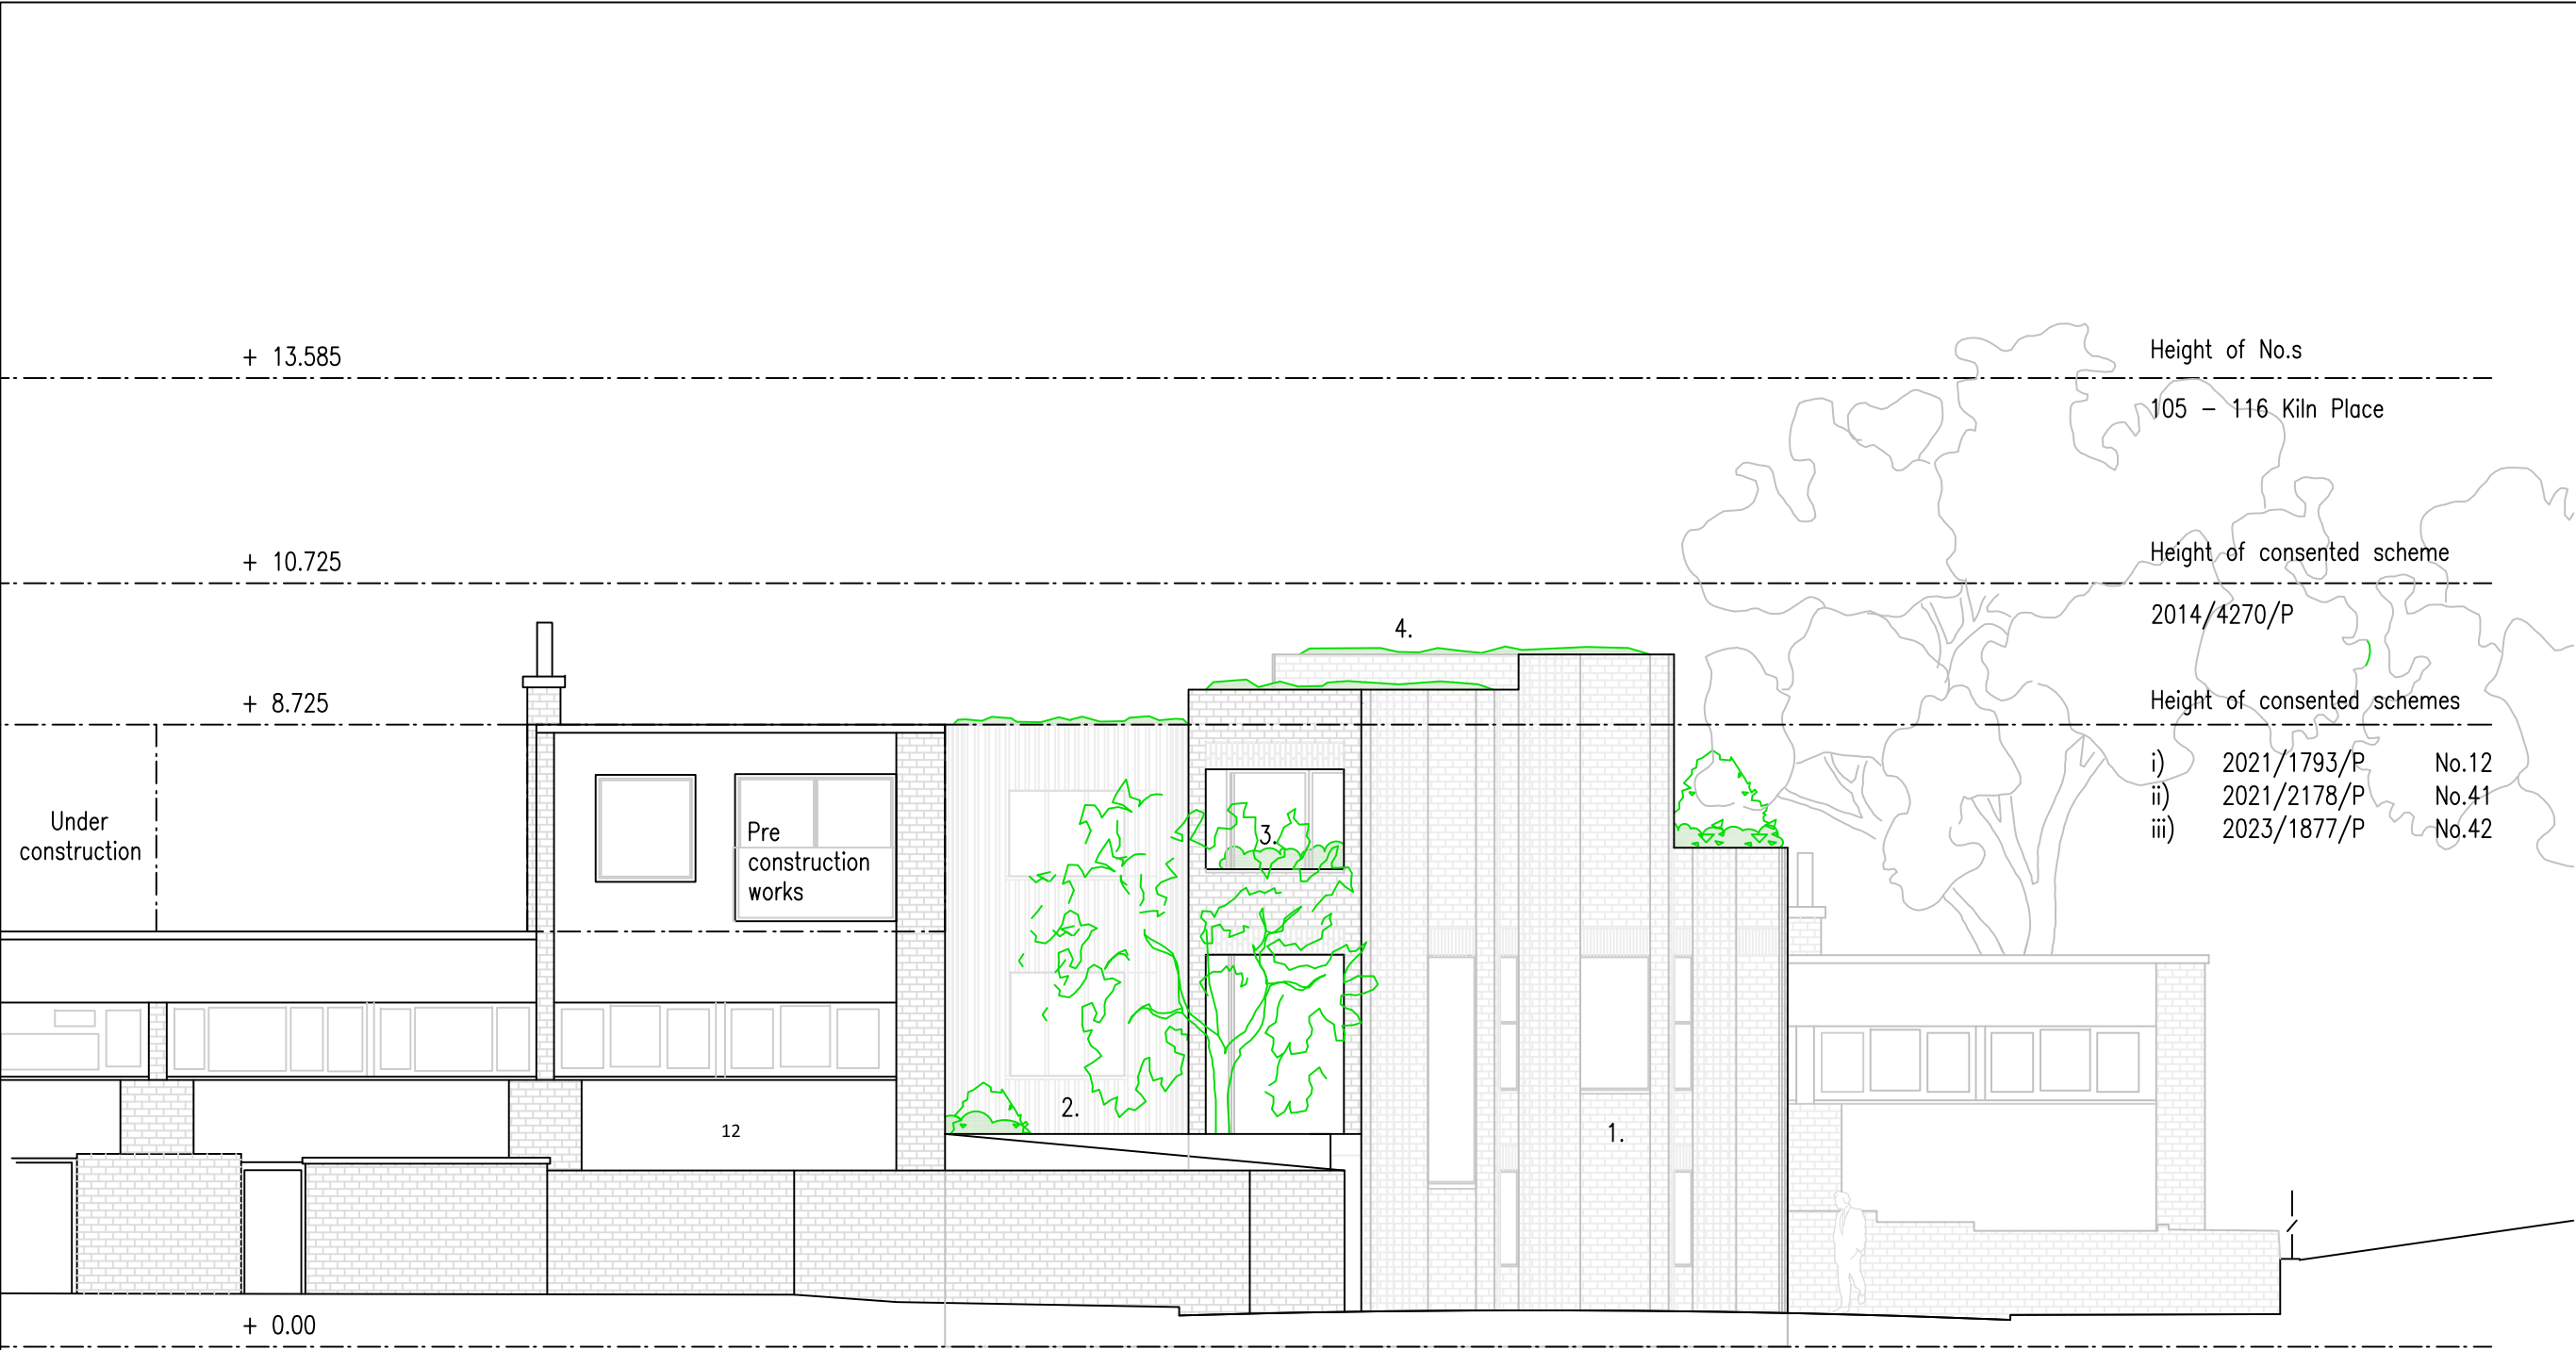 + 13.585
Height of No.s
105 - 116 Kiln Place
+ 10.725
Height of consented scheme
2014/4270/P
4.
+ 8.725
Height of consented schemes
i) 2021/1793/P No.12
ii) 2021/2178/P No.41
iii) 2023/1877/P No.42
Under
construction
Pre
construction
works
3.
2.
1.
12
+ 0.00